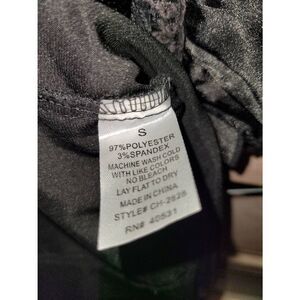 S
97%POLYESTER
3%SPANDEX
MACHINE WASH COLD
WITH LIKE COLORS
NO BLEACH
LAY FLAT TO DRY
MADE IN CHINA
STYLE# CH-2828
RN# 40531